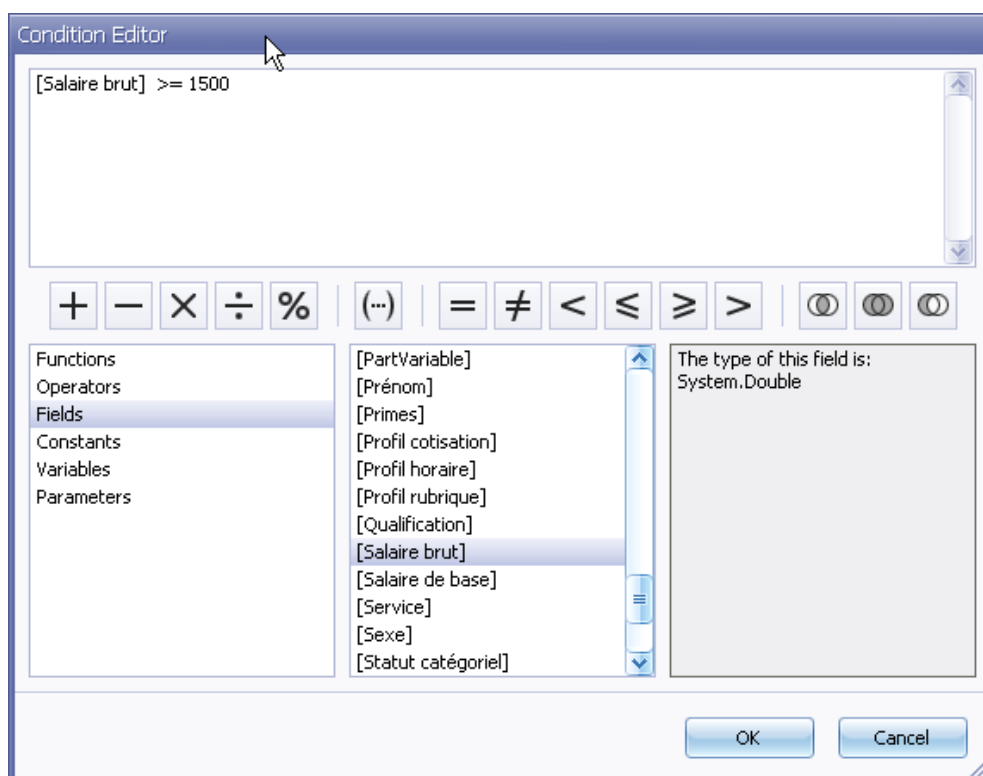 Condition Editor
[Salaire brut] >= 1500
+ − × ÷ % (...) = ≠ < ≤ ≥ >
Functions
Operators
Fields
Constants
Variables
Parameters
[PartVariable]
[Prénom]
[Primes]
[Profil cotisation]
[Profil horaire]
[Profil rubrique]
[Qualification]
[Salaire brut]
[Salaire de base]
[Service]
[Sexe]
[Statut catégoriel]
The type of this field is:
System.Double
OK
Cancel